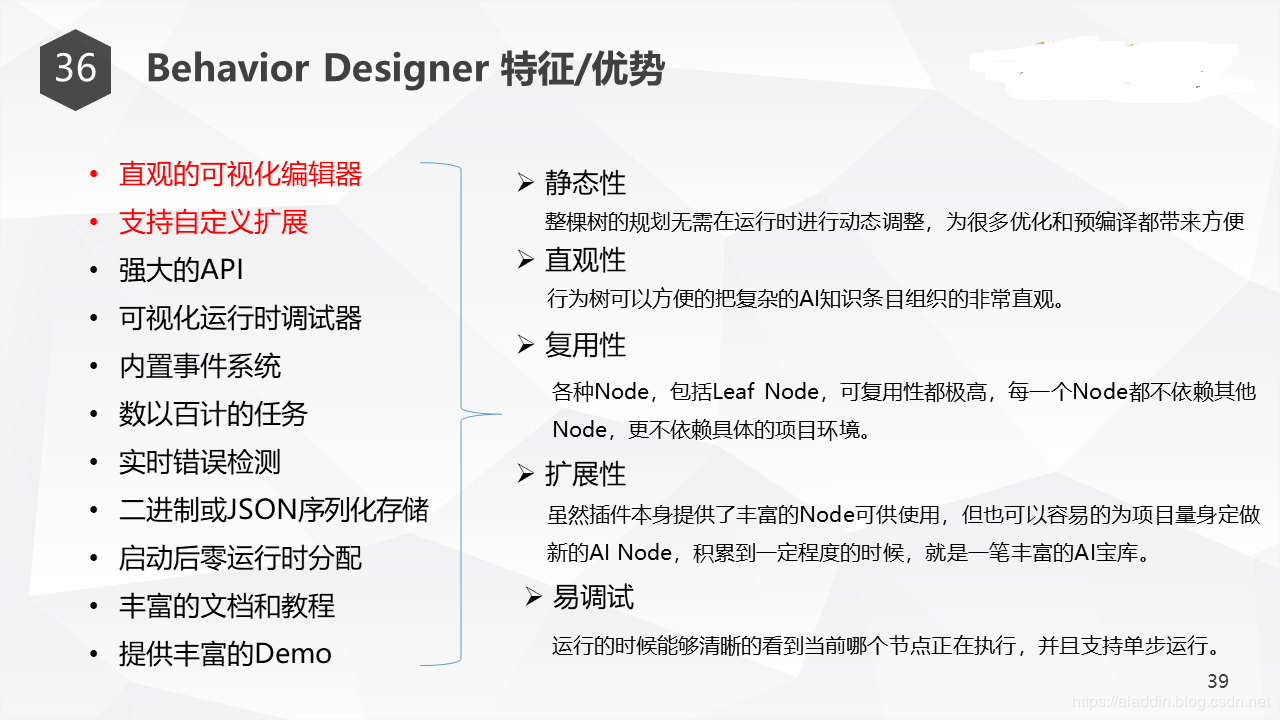 36
Behavior Designer 特征/优势
• 直观的可视化编辑器
• 支持自定义扩展
• 强大的API
• 可视化运行时调试器
• 内置事件系统
• 数以百计的任务
• 实时错误检测
• 二进制或JSON序列化存储
• 启动后零运行时分配
• 丰富的文档和教程
• 提供丰富的Demo
➢ 静态性
整棵树的规划无需在运行时进行动态调整，为很多优化和预编译都带来方便
➢ 直观性
行为树可以方便的把复杂的AI知识条目组织的非常直观。
➢ 复用性
各种Node，包括Leaf Node，可复用性都极高，每一个Node都不依赖其他
Node，更不依赖具体的项目环境。
➢ 扩展性
虽然插件本身提供了丰富的Node可供使用，但也可以容易的为项目量身定做
新的AI Node，积累到一定程度的时候，就是一笔丰富的AI宝库。
➢ 易调试
运行的时候能够清晰的看到当前哪个节点正在执行，并且支持单步运行。
39
https://aladdin.blog.csdn.net